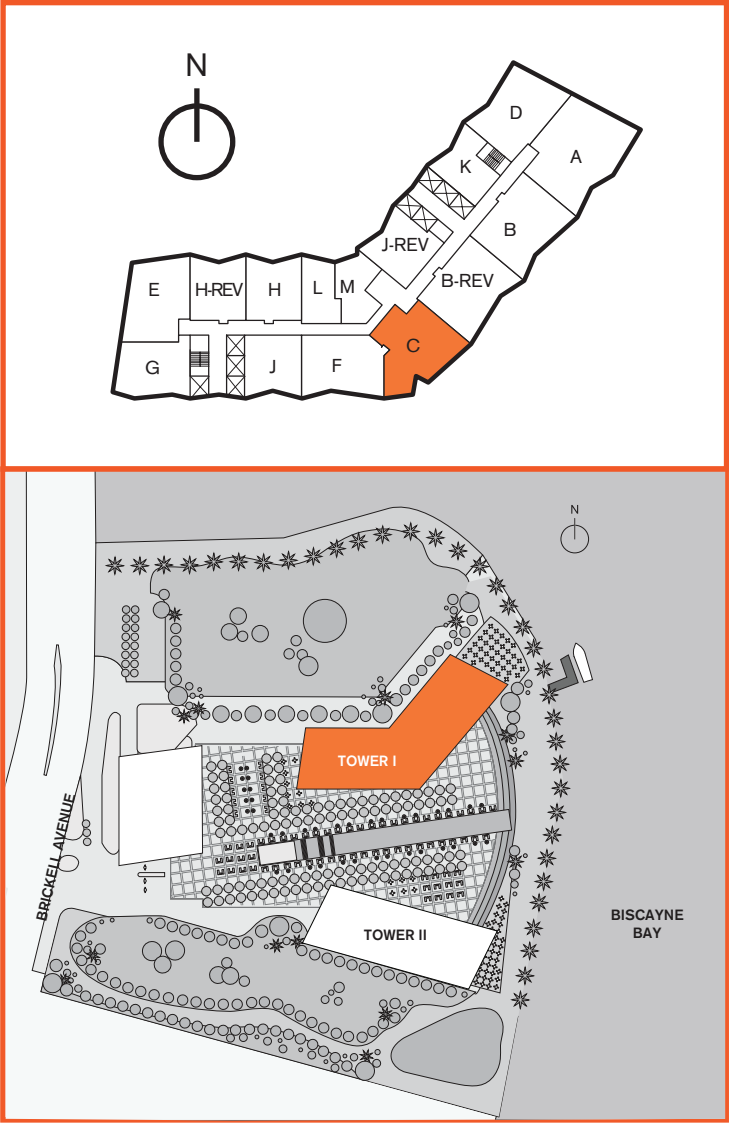 N
D
A
K
B
J-REV
B-REV
E
H-REV
H
L
M
C
G
J
F
N
TOWER I
BRICKELL AVENUE
BISCAYNE
BAY
TOWER II